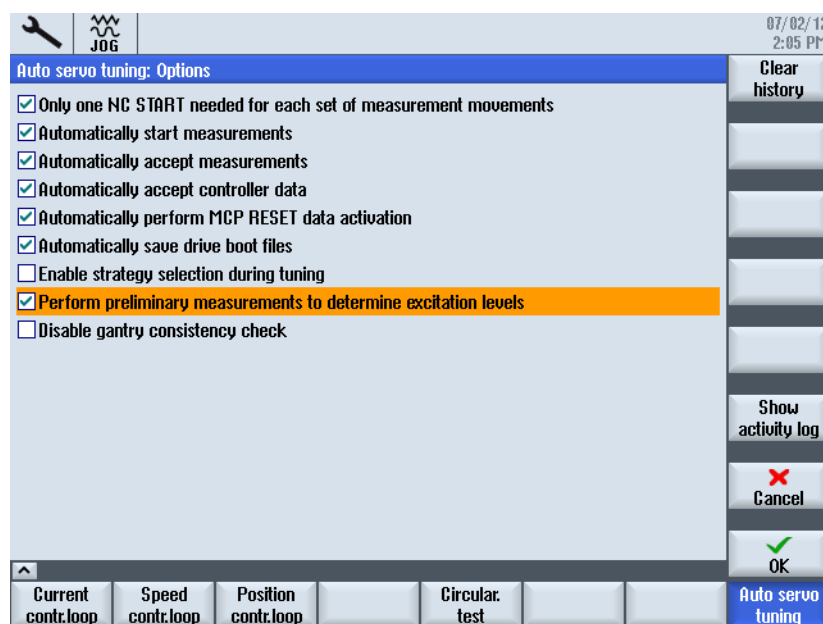 JOG
07/02/1
2:05 PM
Auto servo tuning: Options
Only one NC START needed for each set of measurement movements
Automatically start measurements
Automatically accept measurements
Automatically accept controller data
Automatically perform MCP RESET data activation
Automatically save drive boot files
Enable strategy selection during tuning
Perform preliminary measurements to determine excitation levels
Disable gantry consistency check
Clear
history
Show
activity log
Cancel
OK
Current
contr.loop
Speed
contr.loop
Position
contr.loop
Circular.
test
Auto servo
tuning